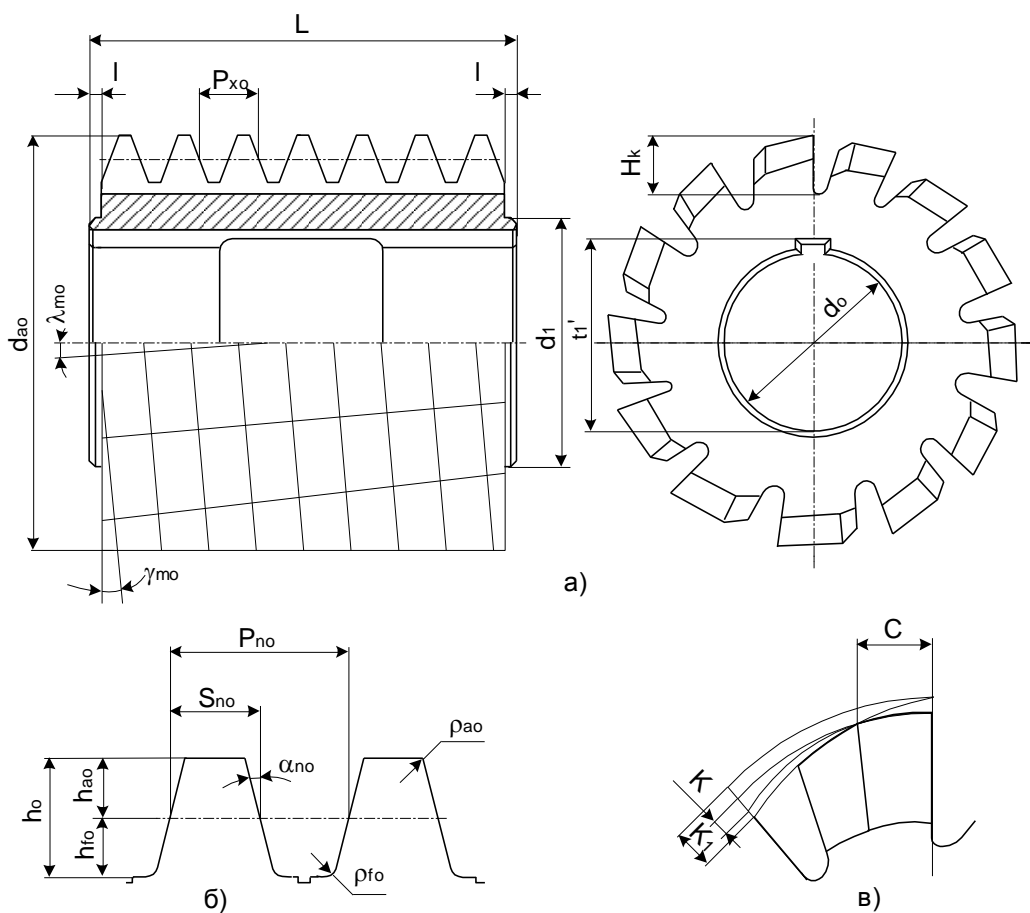 L
l
Pxo
l
Hk
dao
λmo
d1
t1'
do
γmo
а)
Pno
Sno
ρao
αno
ho
hao
hfo
ρfo
б)
C
K
K1
в)